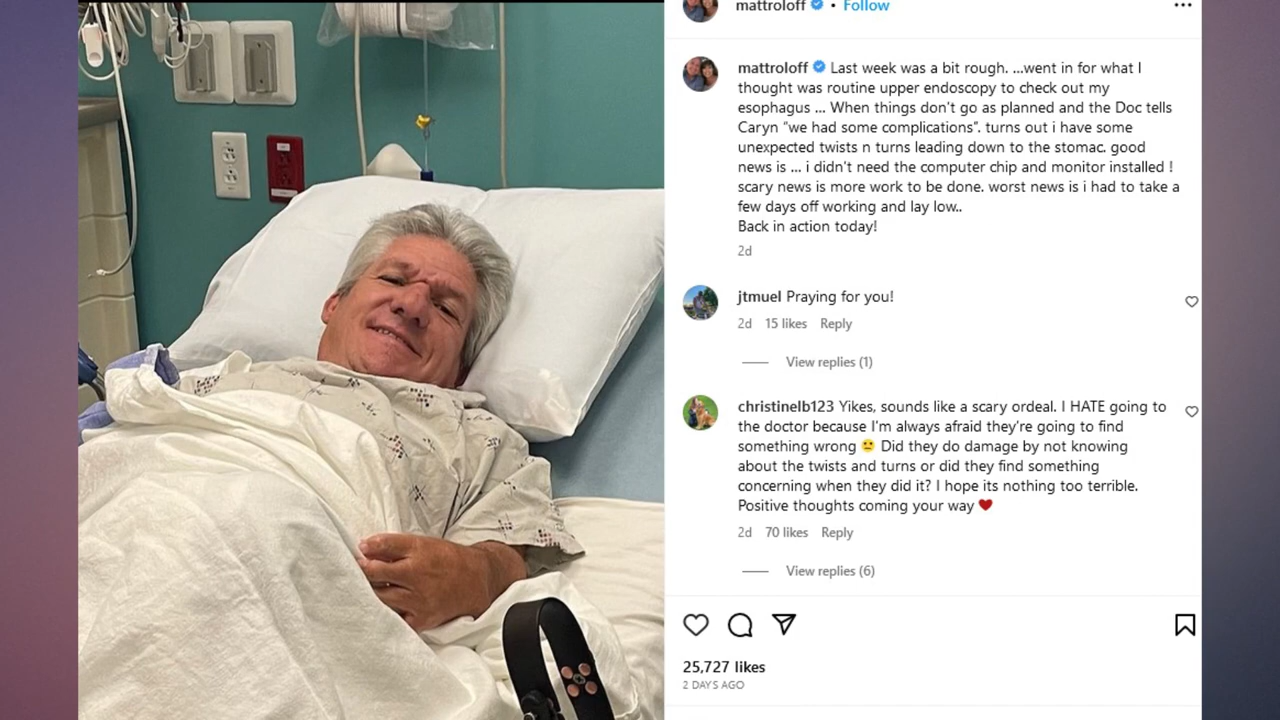 mattroloff • Follow
mattroloff Last week was a bit rough. ...went in for what I
thought was routine upper endoscopy to check out my
esophagus ... When things don't go as planned and the Doc tells
Caryn "we had some complications". turns out i have some
unexpected twists n turns leading down to the stomac. good
news is ... i didn't need the computer chip and monitor installed !
scary news is more work to be done. worst news is i had to take a
few days off working and lay low..
Back in action today!
2d
jtmuel Praying for you!
2d 15 likes Reply
View replies (1)
christinelb123 Yikes, sounds like a scary ordeal. I HATE going to
the doctor because I'm always afraid they're going to find
something wrong 😟 Did they do damage by not knowing
about the twists and turns or did they find something
concerning when they did it? I hope its nothing too terrible.
Positive thoughts coming your way ❤️
2d 70 likes Reply
View replies (6)
25,727 likes
2 DAYS AGO